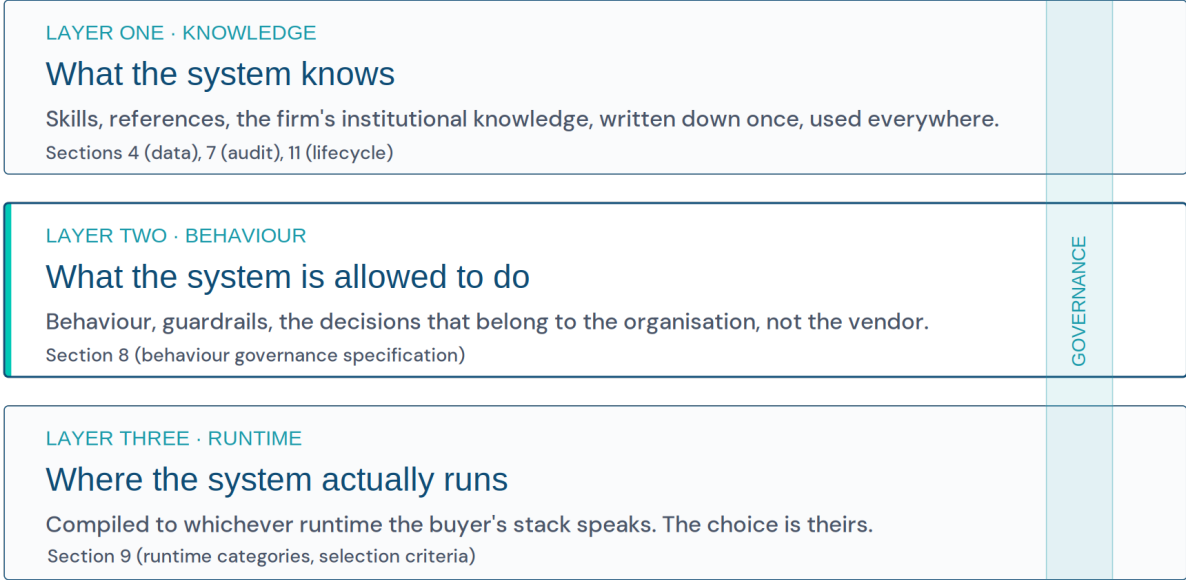 LAYER ONE · KNOWLEDGE
What the system knows
Skills, references, the firm's institutional knowledge, written down once, used everywhere.
Sections 4 (data), 7 (audit), 11 (lifecycle)
LAYER TWO · BEHAVIOUR
What the system is allowed to do
Behaviour, guardrails, the decisions that belong to the organisation, not the vendor.
Section 8 (behaviour governance specification)
GOVERNANCE
LAYER THREE · RUNTIME
Where the system actually runs
Compiled to whichever runtime the buyer's stack speaks. The choice is theirs.
Section 9 (runtime categories, selection criteria)